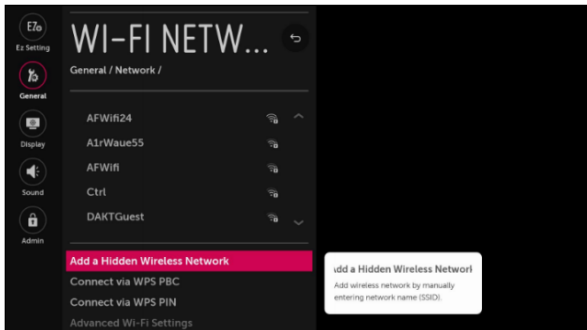 EZ
Ez Setting
General
Display
Sound
Admin
WI-FI NETW...
General / Network /
AFWifi24
A1rWaue55
AFWifi
Ctrl
DAKTGuest
Add a Hidden Wireless Network
Connect via WPS PBC
Connect via WPS PIN
Advanced Wi-Fi Settings
dd a Hidden Wireless Network
Add wireless network by manually
entering network name (SSID).